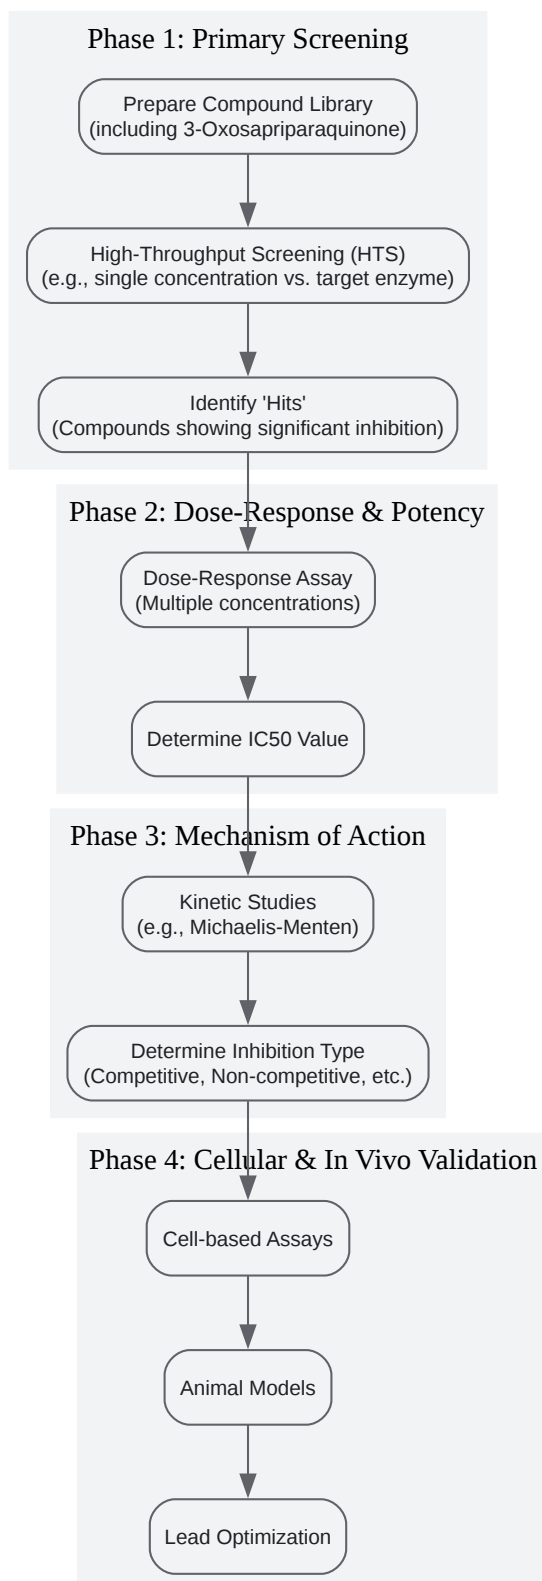 Phase 1: Primary Screening
Prepare Compound Library
(including 3-Oxosapriparaquinone)
High-Throughput Screening (HTS)
(e.g., single concentration vs. target enzyme)
Identify 'Hits'
(Compounds showing significant inhibition)
Phase 2: Dose-Response & Potency
Dose-Response Assay
(Multiple concentrations)
Determine IC50 Value
Phase 3: Mechanism of Action
Kinetic Studies
(e.g., Michaelis-Menten)
Determine Inhibition Type
(Competitive, Non-competitive, etc.)
Phase 4: Cellular & In Vivo Validation
Cell-based Assays
Animal Models
Lead Optimization